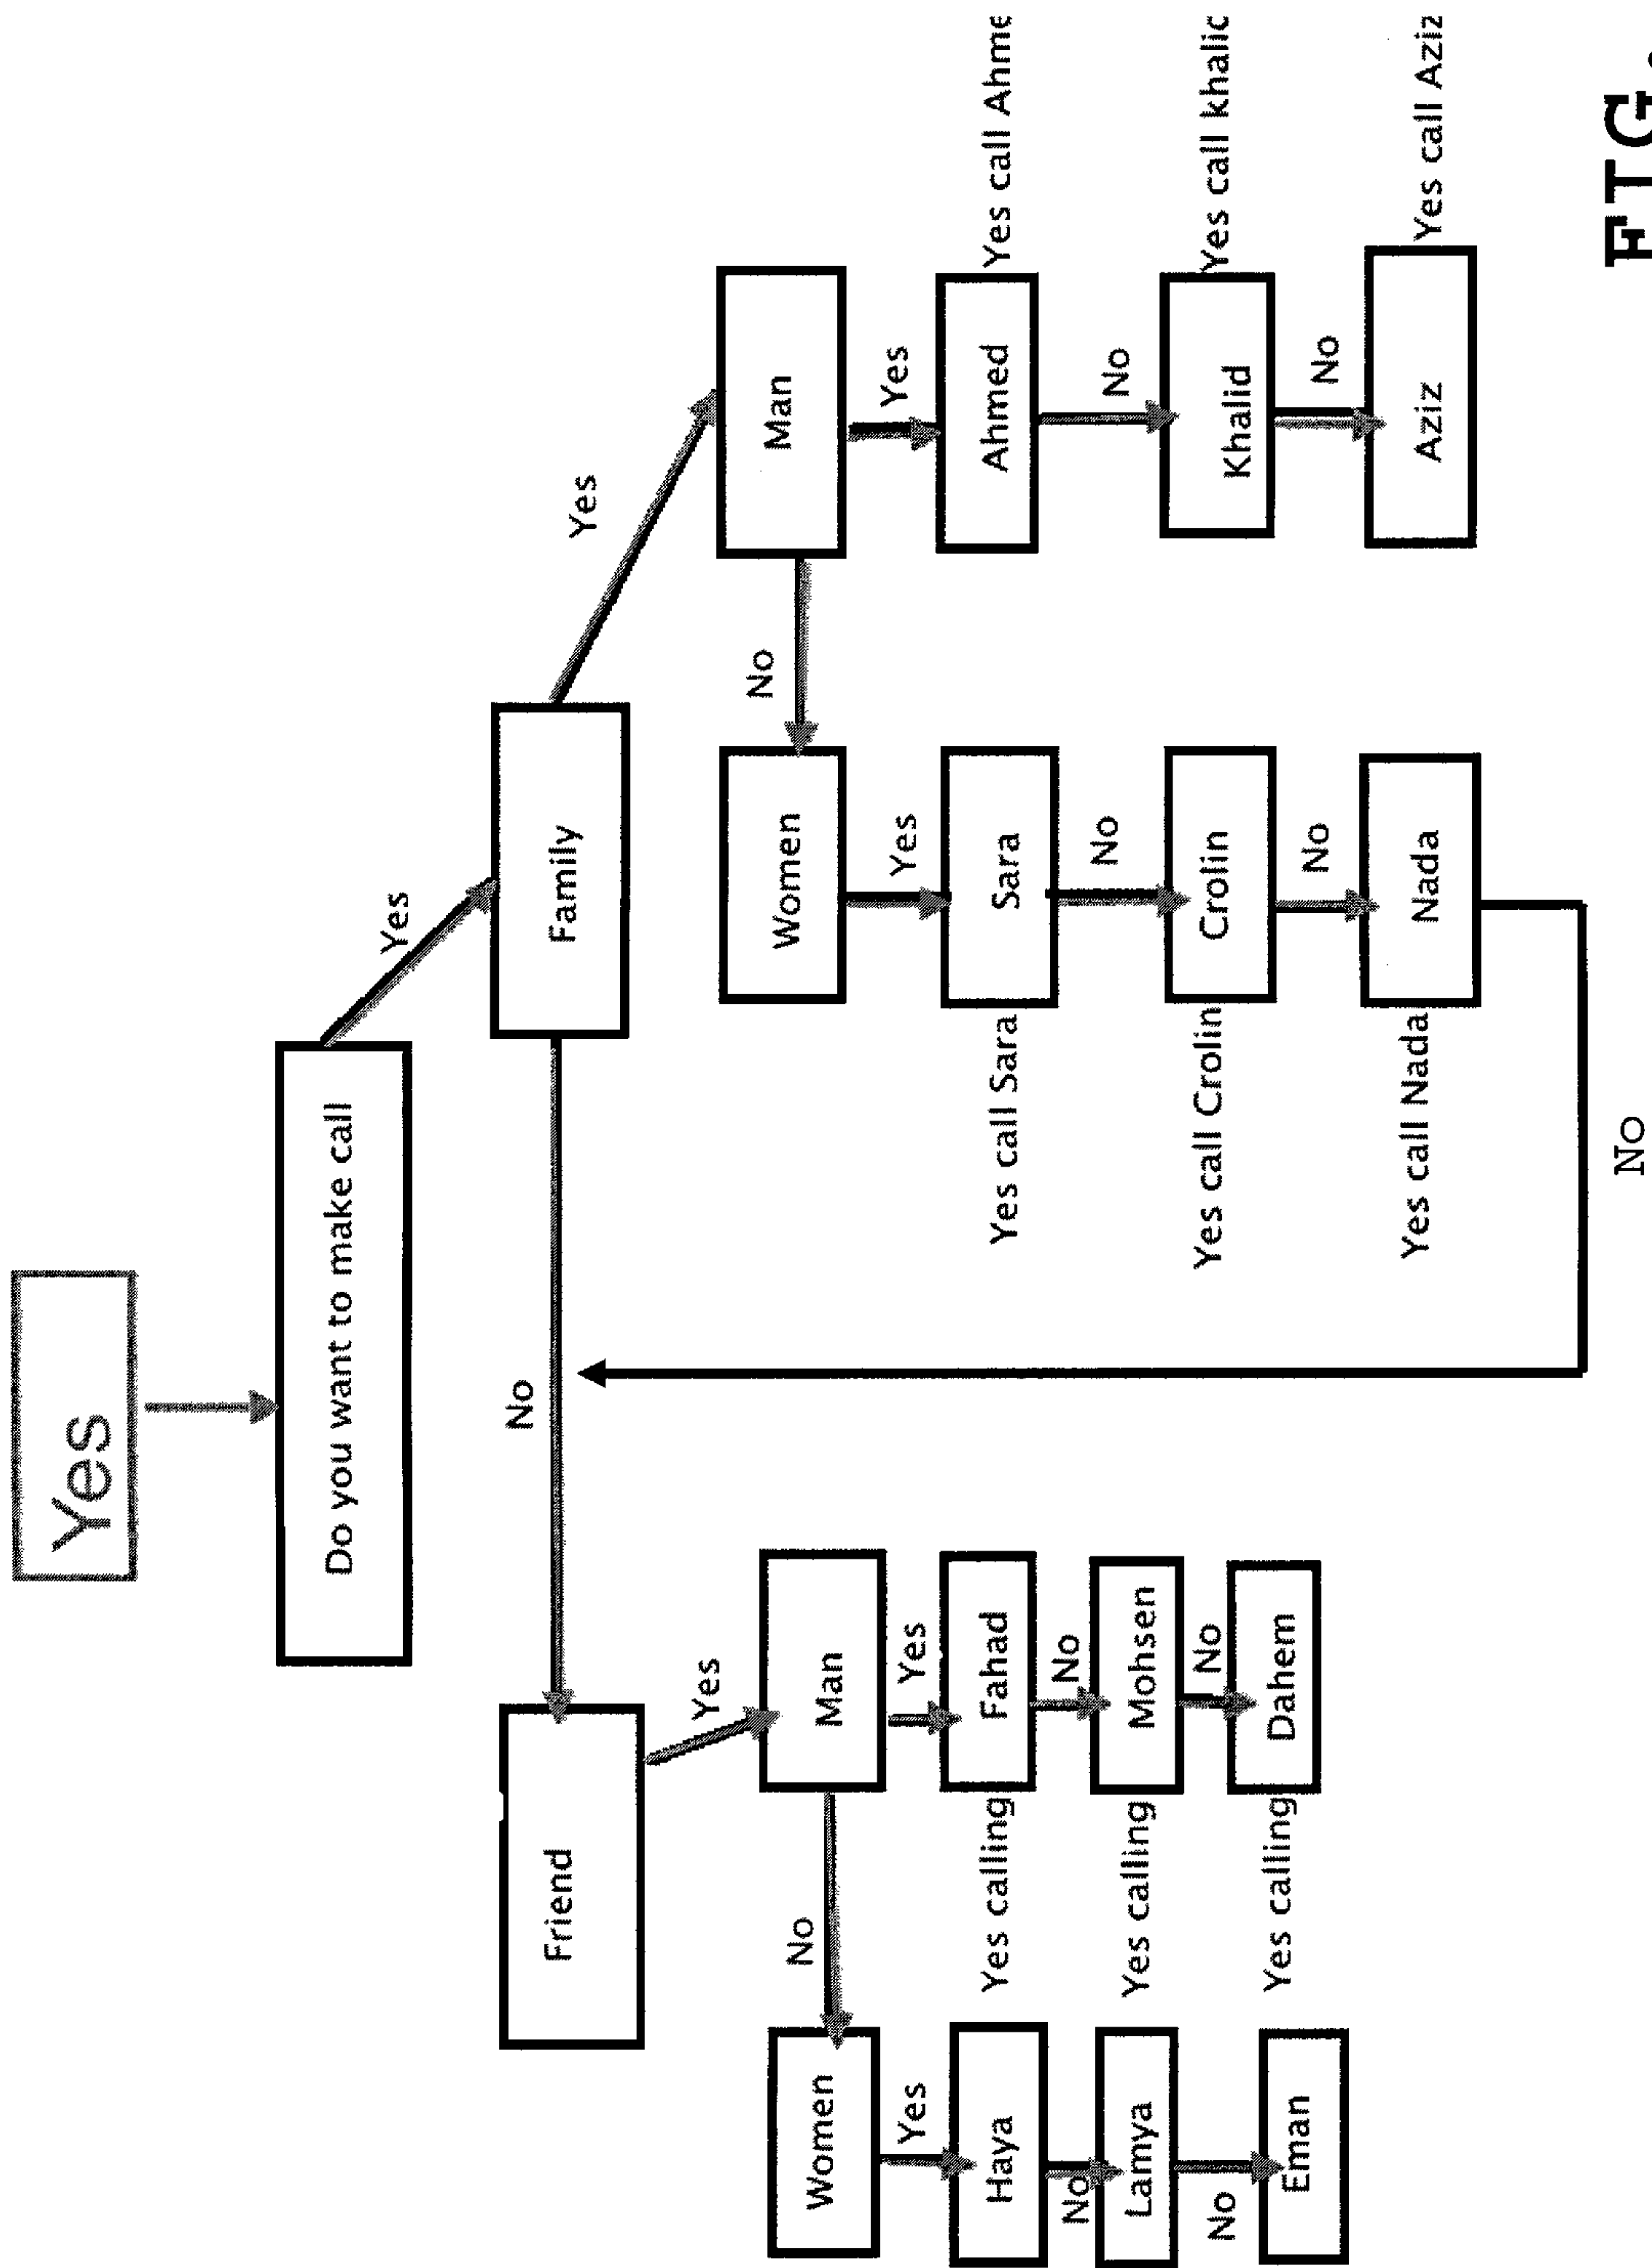 Yes
Do you want to make call
Yes
No
Friend
Family
Yes
Yes
No
No
Women
Man
Women
Man
Yes
Yes
Yes
Yes
Haya
Yes calling
Fahad
Yes call Sara
Sara
Ahmed
Yes call Ahme
No
No
No
No
Lamya
Yes calling
Mohsen
Yes call Crolin
Crolin
Khalid
Yes call
No
No
No
No
Eman
Yes calling
Dahem
Yes call Nada
Nada
Aziz
Yes call Aziz
No
FIG.